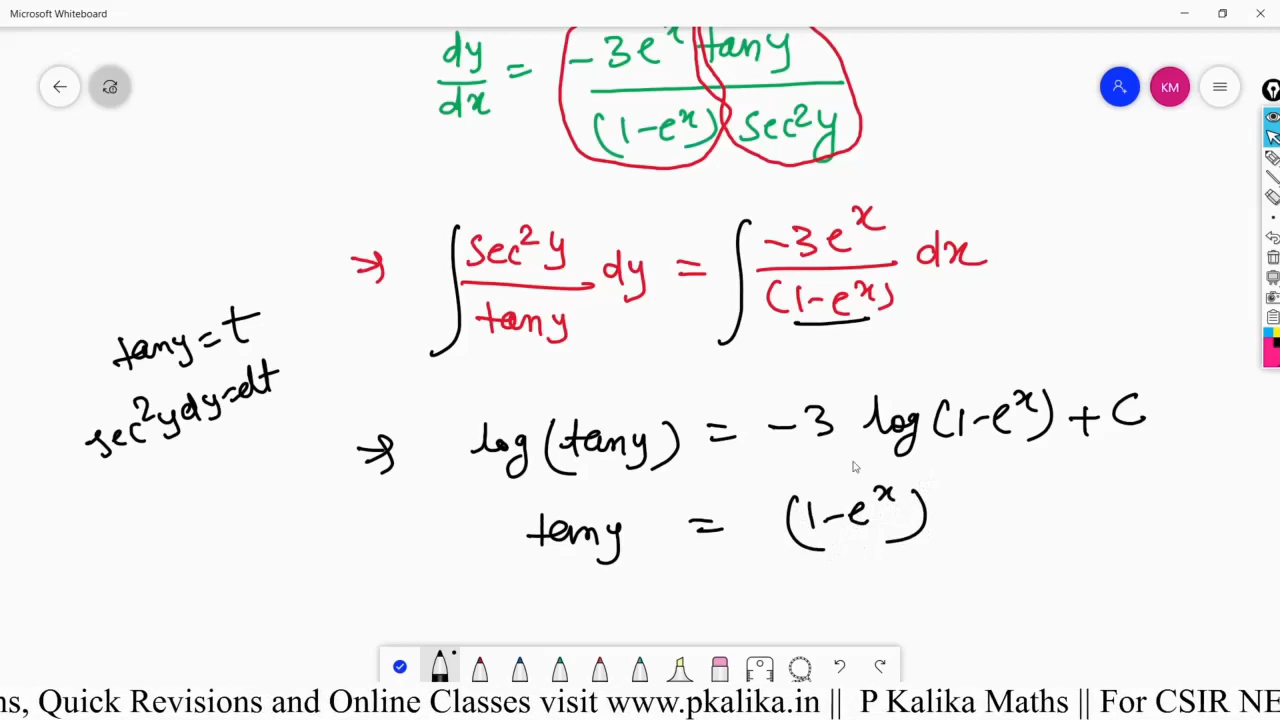 Microsoft Whiteboard
dy/dx = -3e^x tany / (1-e^x) sec²y
KM
⇒ ∫ sec²y/tany dy = ∫ -3e^x/(1-e^x) dx
tany = t
sec²y dy = dt
⇒ log(tany) = -3 log(1-e^x) + C
tany = (1-e^x)
ns, Quick Revisions and Online Classes visit www.pkalika.in || P Kalika Maths || For CSIR NE